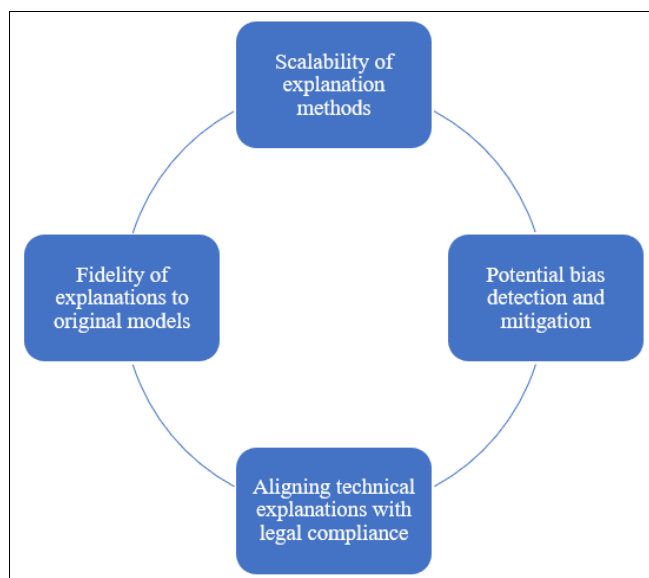 Scalability of
explanation
methods
Fidelity of
explanations to
original models
Potential bias
detection and
mitigation
Aligning technical
explanations with
legal compliance